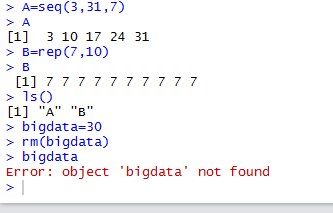 > A=seq(3,31,7)
> A
[1]  3 10 17 24 31
> B=rep(7,10)
> B
 [1] 7 7 7 7 7 7 7 7 7 7
> ls()
[1] "A" "B"
> bigdata=30
> rm(bigdata)
> bigdata
Error: object 'bigdata' not found
>